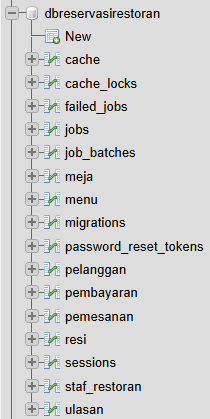 dbreservasirestoran
New
cache
cache_locks
failed_jobs
jobs
job_batches
meja
menu
migrations
password_reset_tokens
pelanggan
pembayaran
pemesanan
resi
sessions
staf_restoran
ulasan